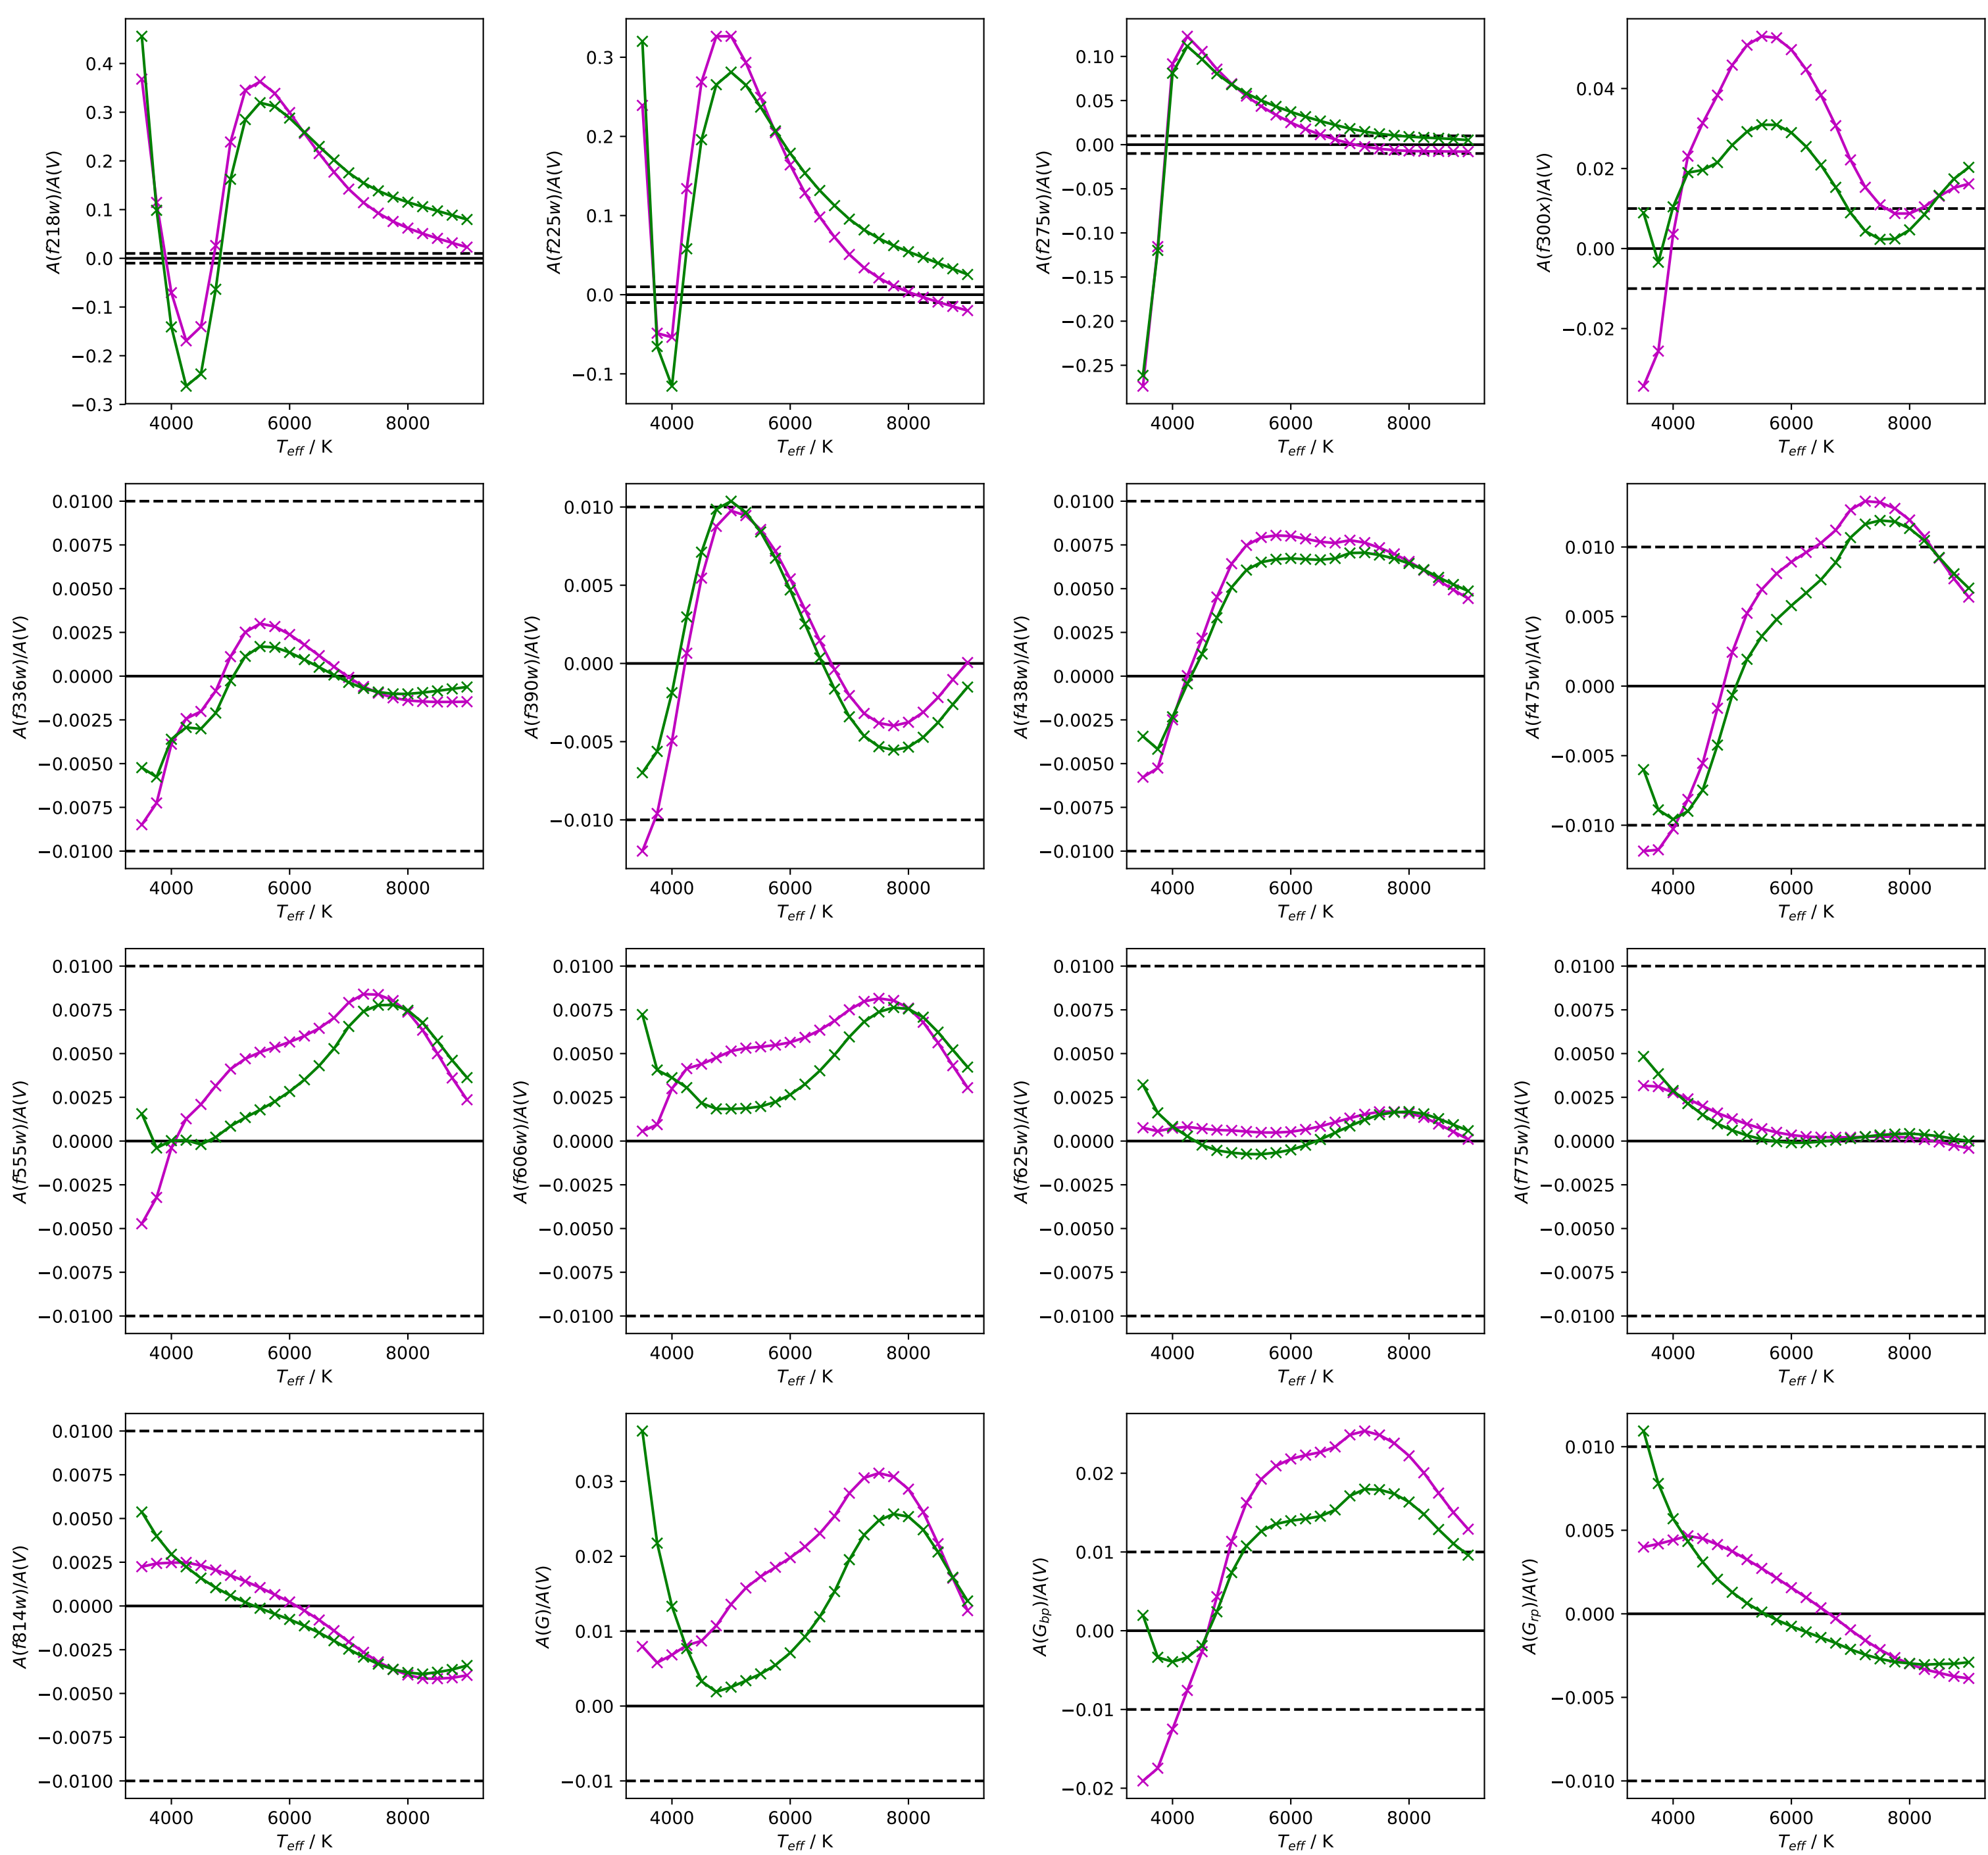 A(f218w)/A(V)
0.4
0.3
0.2
0.1
0.0
−0.1
−0.2
−0.3
4000 6000 8000
T_eff / K
A(f225w)/A(V)
0.3
0.2
0.1
0.0
−0.1
4000 6000 8000
T_eff / K
A(f275w)/A(V)
0.10
0.05
0.00
−0.05
−0.10
−0.15
−0.20
−0.25
4000 6000 8000
T_eff / K
A(f300x)/A(V)
0.04
0.02
0.00
−0.02
4000 6000 8000
T_eff / K
A(f336w)/A(V)
0.0100
0.0075
0.0050
0.0025
0.0000
−0.0025
−0.0050
−0.0075
−0.0100
4000 6000 8000
T_eff / K
A(f390w)/A(V)
0.010
0.005
0.000
−0.005
−0.010
4000 6000 8000
T_eff / K
A(f438w)/A(V)
0.0100
0.0075
0.0050
0.0025
0.0000
−0.0025
−0.0050
−0.0075
−0.0100
4000 6000 8000
T_eff / K
A(f475w)/A(V)
0.010
0.005
0.000
−0.005
−0.010
4000 6000 8000
T_eff / K
A(f555w)/A(V)
0.0100
0.0075
0.0050
0.0025
0.0000
−0.0025
−0.0050
−0.0075
−0.0100
4000 6000 8000
T_eff / K
A(f606w)/A(V)
0.0100
0.0075
0.0050
0.0025
0.0000
−0.0025
−0.0050
−0.0075
−0.0100
4000 6000 8000
T_eff / K
A(f625w)/A(V)
0.0100
0.0075
0.0050
0.0025
0.0000
−0.0025
−0.0050
−0.0075
−0.0100
4000 6000 8000
T_eff / K
A(f775w)/A(V)
0.0100
0.0075
0.0050
0.0025
0.0000
−0.0025
−0.0050
−0.0075
−0.0100
4000 6000 8000
T_eff / K
A(f814w)/A(V)
0.0100
0.0075
0.0050
0.0025
0.0000
−0.0025
−0.0050
−0.0075
−0.0100
4000 6000 8000
T_eff / K
A(G)/A(V)
0.03
0.02
0.01
0.00
−0.01
4000 6000 8000
T_eff / K
A(G_bp)/A(V)
0.02
0.01
0.00
−0.01
−0.02
4000 6000 8000
T_eff / K
A(G_rp)/A(V)
0.010
0.005
0.000
−0.005
−0.010
4000 6000 8000
T_eff / K